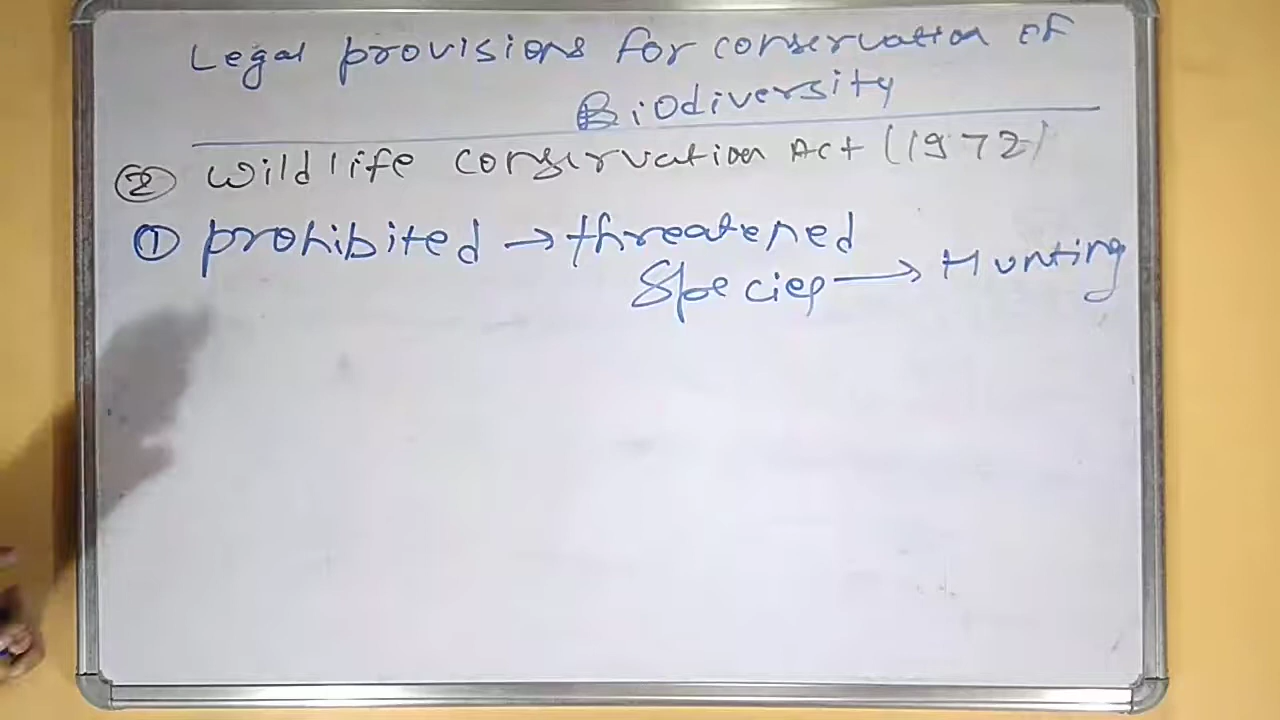 Legal provisions for conservation of
Biodiversity
② Wildlife conservation Act (1972)
① prohibited → threatened
Species → Hunting